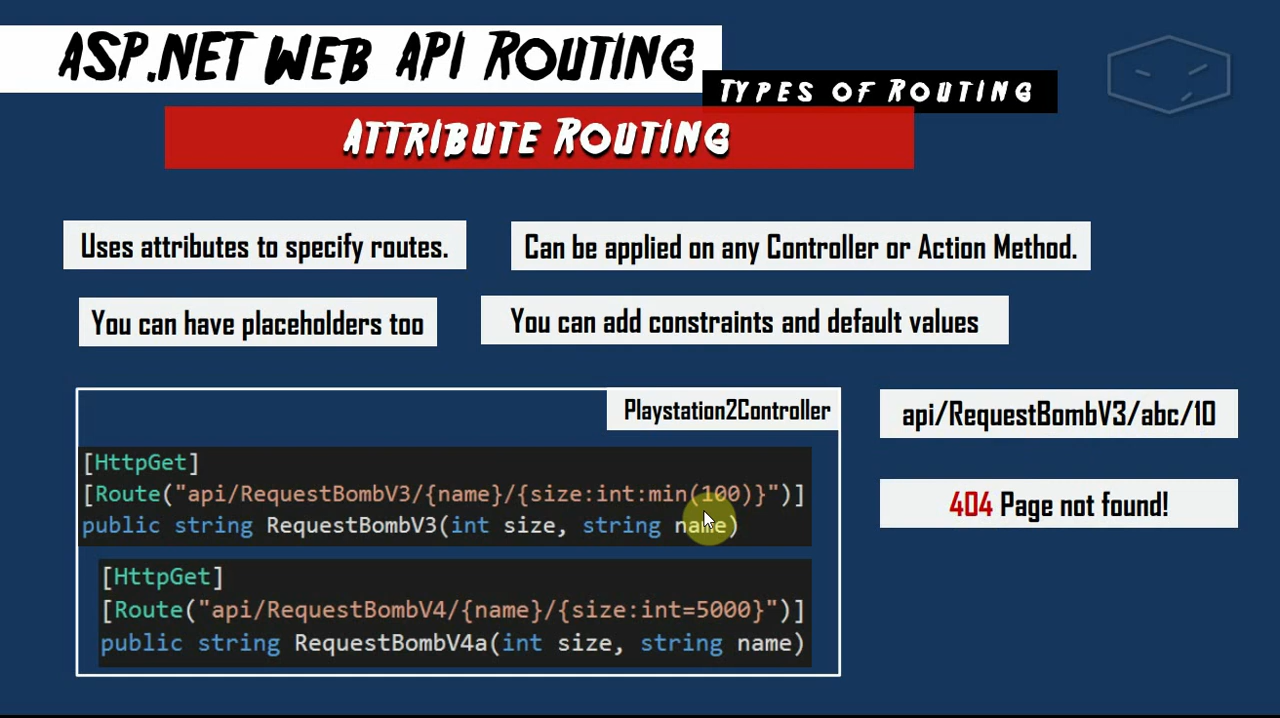 ASP.NET WEB API ROUTING
TYPES OF ROUTING
ATTRIBUTE ROUTING
Uses attributes to specify routes.
Can be applied on any Controller or Action Method.
You can have placeholders too
You can add constraints and default values
Playstation2Controller
[HttpGet]
[Route("api/RequestBombV3/{name}/{size:int:min(100)}")]
public string RequestBombV3(int size, string name)
[HttpGet]
[Route("api/RequestBombV4/{name}/{size:int=5000}")]
public string RequestBombV4a(int size, string name)
api/RequestBombV3/abc/10
404 Page not found!